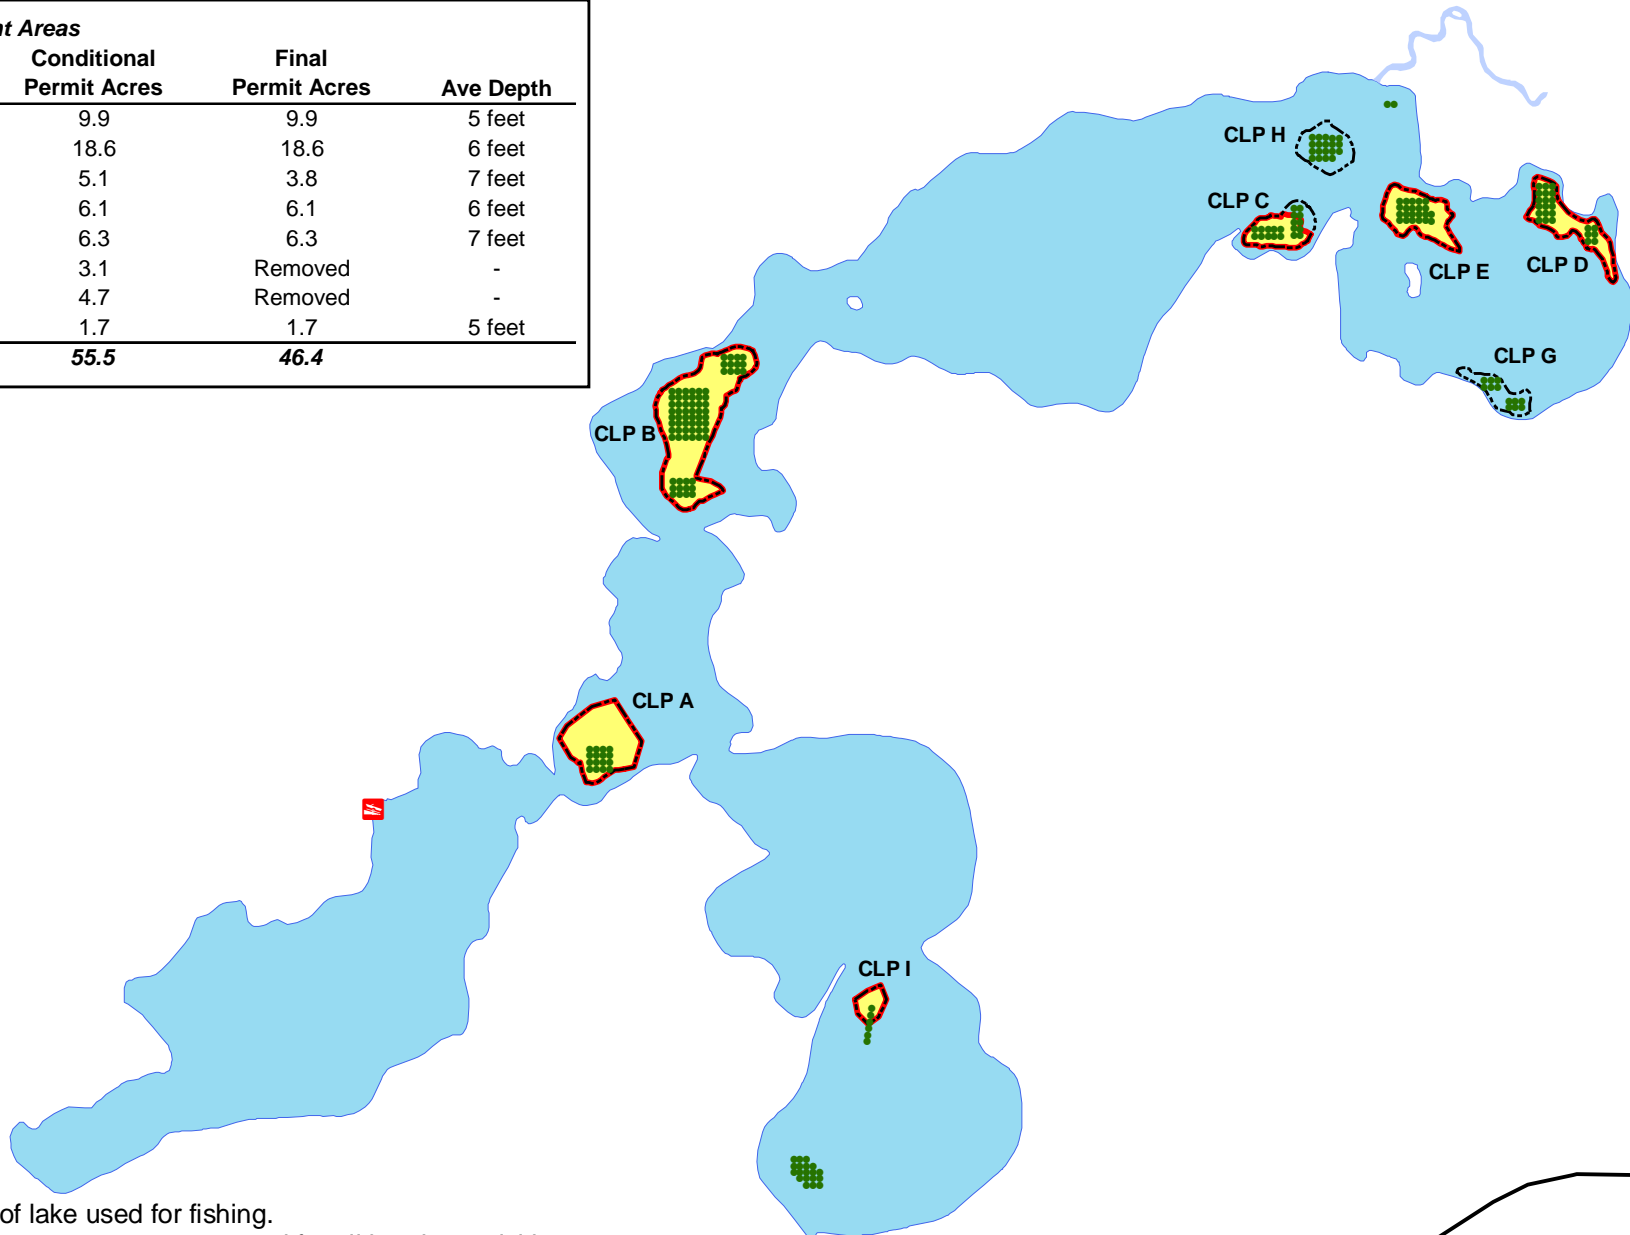 nt Areas
Conditional Final
Permit Acres Permit Acres Ave Depth
9.9 9.9 5 feet
18.6 18.6 6 feet
5.1 3.8 7 feet
6.1 6.1 6 feet
6.3 6.3 7 feet
3.1 Removed -
4.7 Removed -
1.7 1.7 5 feet
55.5 46.4
CLP H
CLP C
CLP E
CLP D
CLP G
CLP B
CLP A
CLP I
of lake used for fishing.